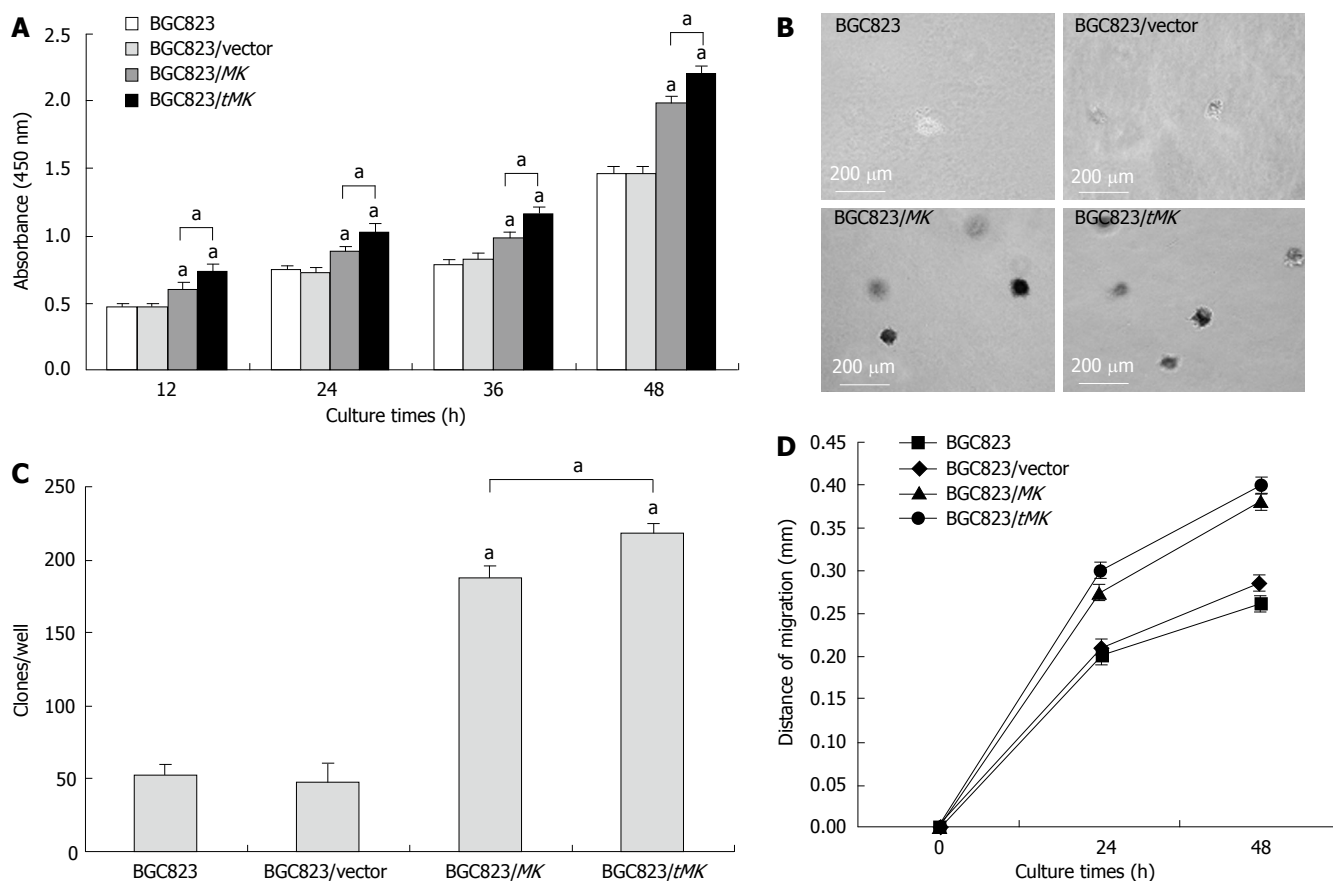 A
BGC823
BGC823/vector
BGC823/MK
BGC823/tMK
Absorbance (450 nm)
2.5
2.0
1.5
1.0
0.5
0.0
a
a
a
a
a
a
a
a
a
a
a
a
12
24
36
48
Culture times (h)
B
BGC823
200 μm
BGC823/vector
200 μm
BGC823/MK
200 μm
BGC823/tMK
200 μm
C
Clones/well
250
200
150
100
50
0
a
a
a
BGC823
BGC823/vector
BGC823/MK
BGC823/tMK
D
BGC823
BGC823/vector
BGC823/MK
BGC823/tMK
Distance of migration (mm)
0.45
0.40
0.35
0.30
0.25
0.20
0.15
0.10
0.05
0.00
0
24
48
Culture times (h)